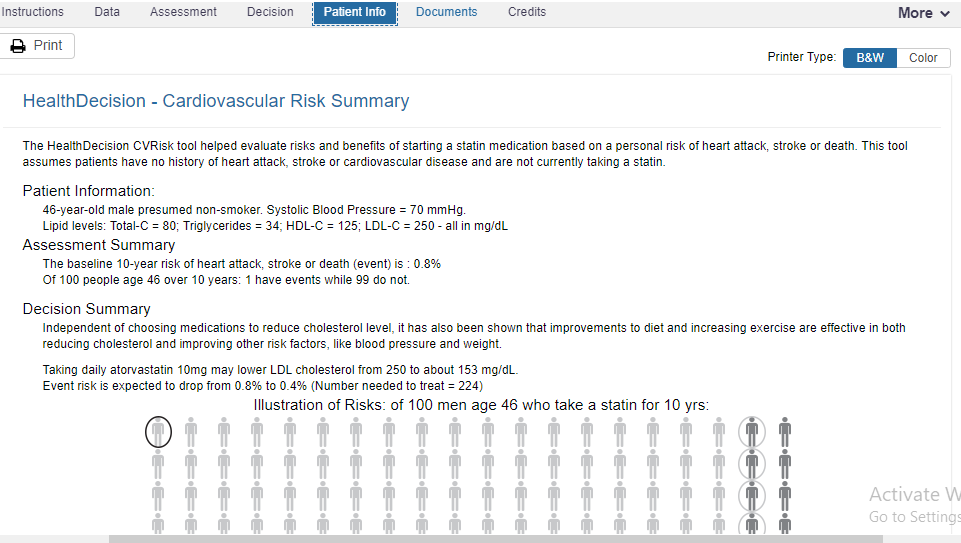 Instructions Data Assessment Decision Patient Info Documents Credits More
Print
Printer Type: B&W Color
HealthDecision - Cardiovascular Risk Summary
The HealthDecision CVRisk tool helped evaluate risks and benefits of starting a statin medication based on a personal risk of heart attack, stroke or death. This tool
assumes patients have no history of heart attack, stroke or cardiovascular disease and are not currently taking a statin.
Patient Information:
46-year-old male presumed non-smoker. Systolic Blood Pressure = 70 mmHg.
Lipid levels: Total-C = 80; Triglycerides = 34; HDL-C = 125; LDL-C = 250 - all in mg/dL
Assessment Summary
The baseline 10-year risk of heart attack, stroke or death (event) is : 0.8%
Of 100 people age 46 over 10 years: 1 have events while 99 do not.
Decision Summary
Independent of choosing medications to reduce cholesterol level, it has also been shown that improvements to diet and increasing exercise are effective in both
reducing cholesterol and improving other risk factors, like blood pressure and weight.
Taking daily atorvastatin 10mg may lower LDL cholesterol from 250 to about 153 mg/dL.
Event risk is expected to drop from 0.8% to 0.4% (Number needed to treat = 224)
Illustration of Risks: of 100 men age 46 who take a statin for 10 yrs:
Activate W
Go to Settings